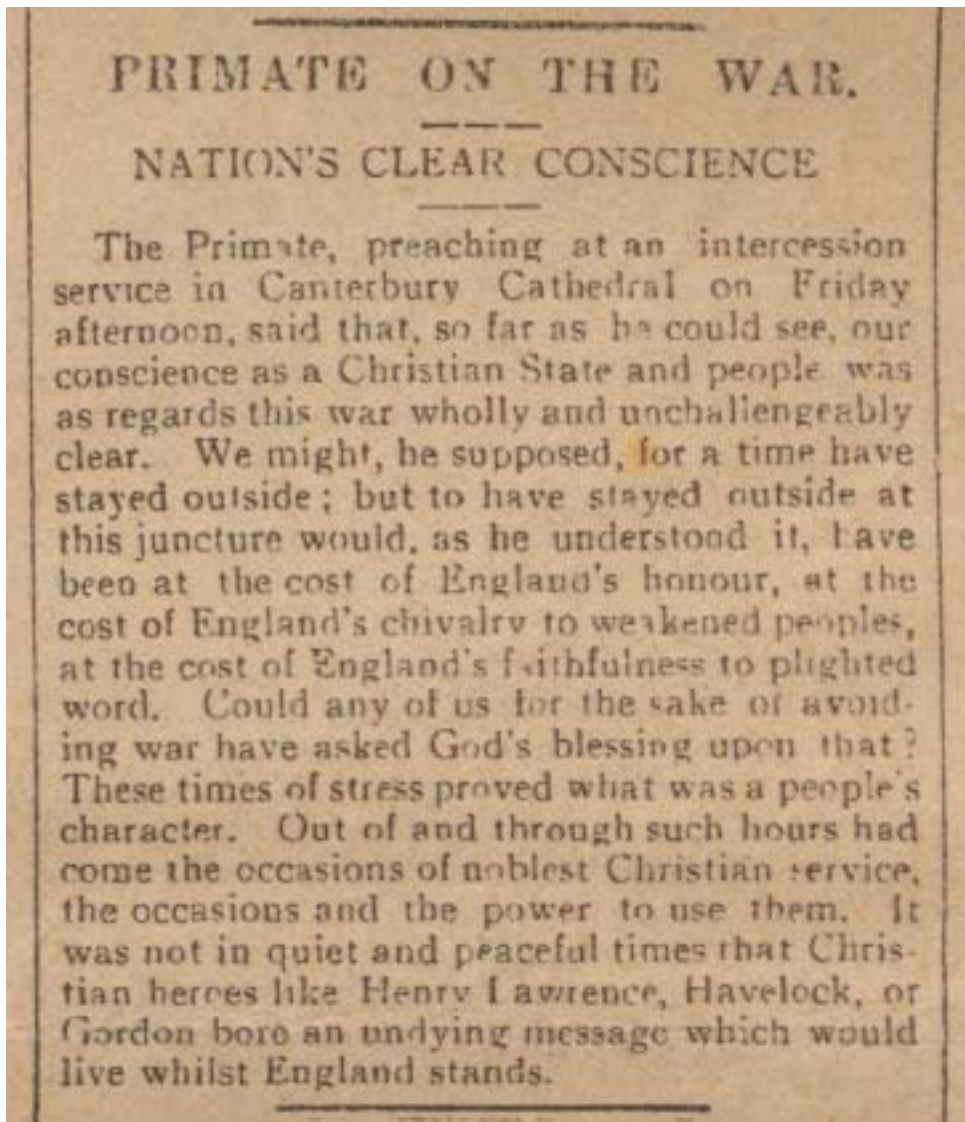 PRIMATE ON THE WAR.
NATION'S CLEAR CONSCIENCE
The Primate, preaching at an intercession
service in Canterbury Cathedral on Friday
afternoon, said that, so far as he could see, our
conscience as a Christian State and people was
as regards this war wholly and unchallengeably
clear. We might, he supposed, for a time have
stayed outside; but to have stayed outside at
this juncture would, as he understood it, have
been at the cost of England's honour, at the
cost of England's chivalry to weakened peoples,
at the cost of England's faithfulness to plighted
word. Could any of us for the sake of avoid-
ing war have asked God's blessing upon that?
These times of stress proved what was a people's
character. Out of and through such hours had
come the occasions of noblest Christian service,
the occasions and the power to use them. It
was not in quiet and peaceful times that Chris-
tian heroes like Henry Lawrence, Havelock, or
Gordon bore an undying message which would
live whilst England stands.